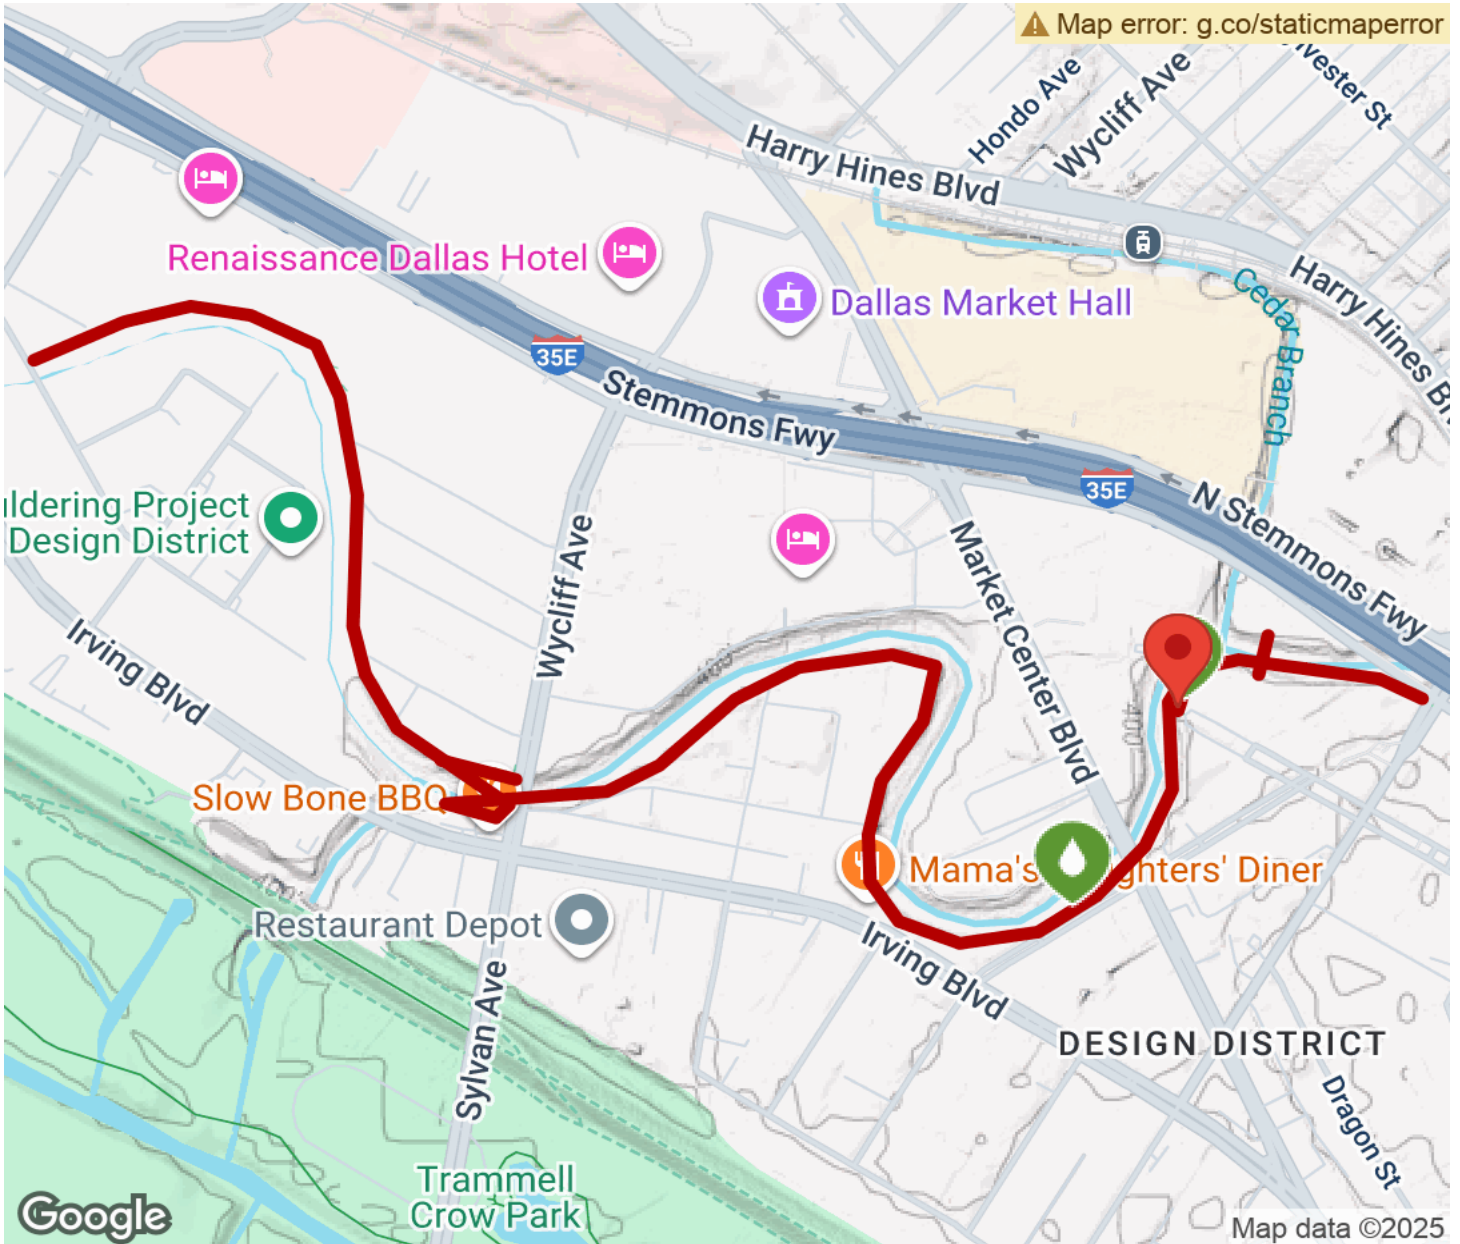 Map error: g.co/staticmaperror
Hondo Ave
Wycliff Ave
Harry Hines Blvd
Renaissance Dallas Hotel
Dallas Market Hall
Cedar Branch
Harry Hines
35E
Stemmons Fwy
35E
N Stemmons Fwy
ldering Project
Design District
Wycliff Ave
Market Center Blvd
Irving Blvd
Slow Bone BBQ
Mama's
ghters' Diner
Restaurant Depot
Irving Blvd
Sylvan Ave
DESIGN DISTRICT
Dragon St
Trammell
Crow Park
Google
Map data ©2025